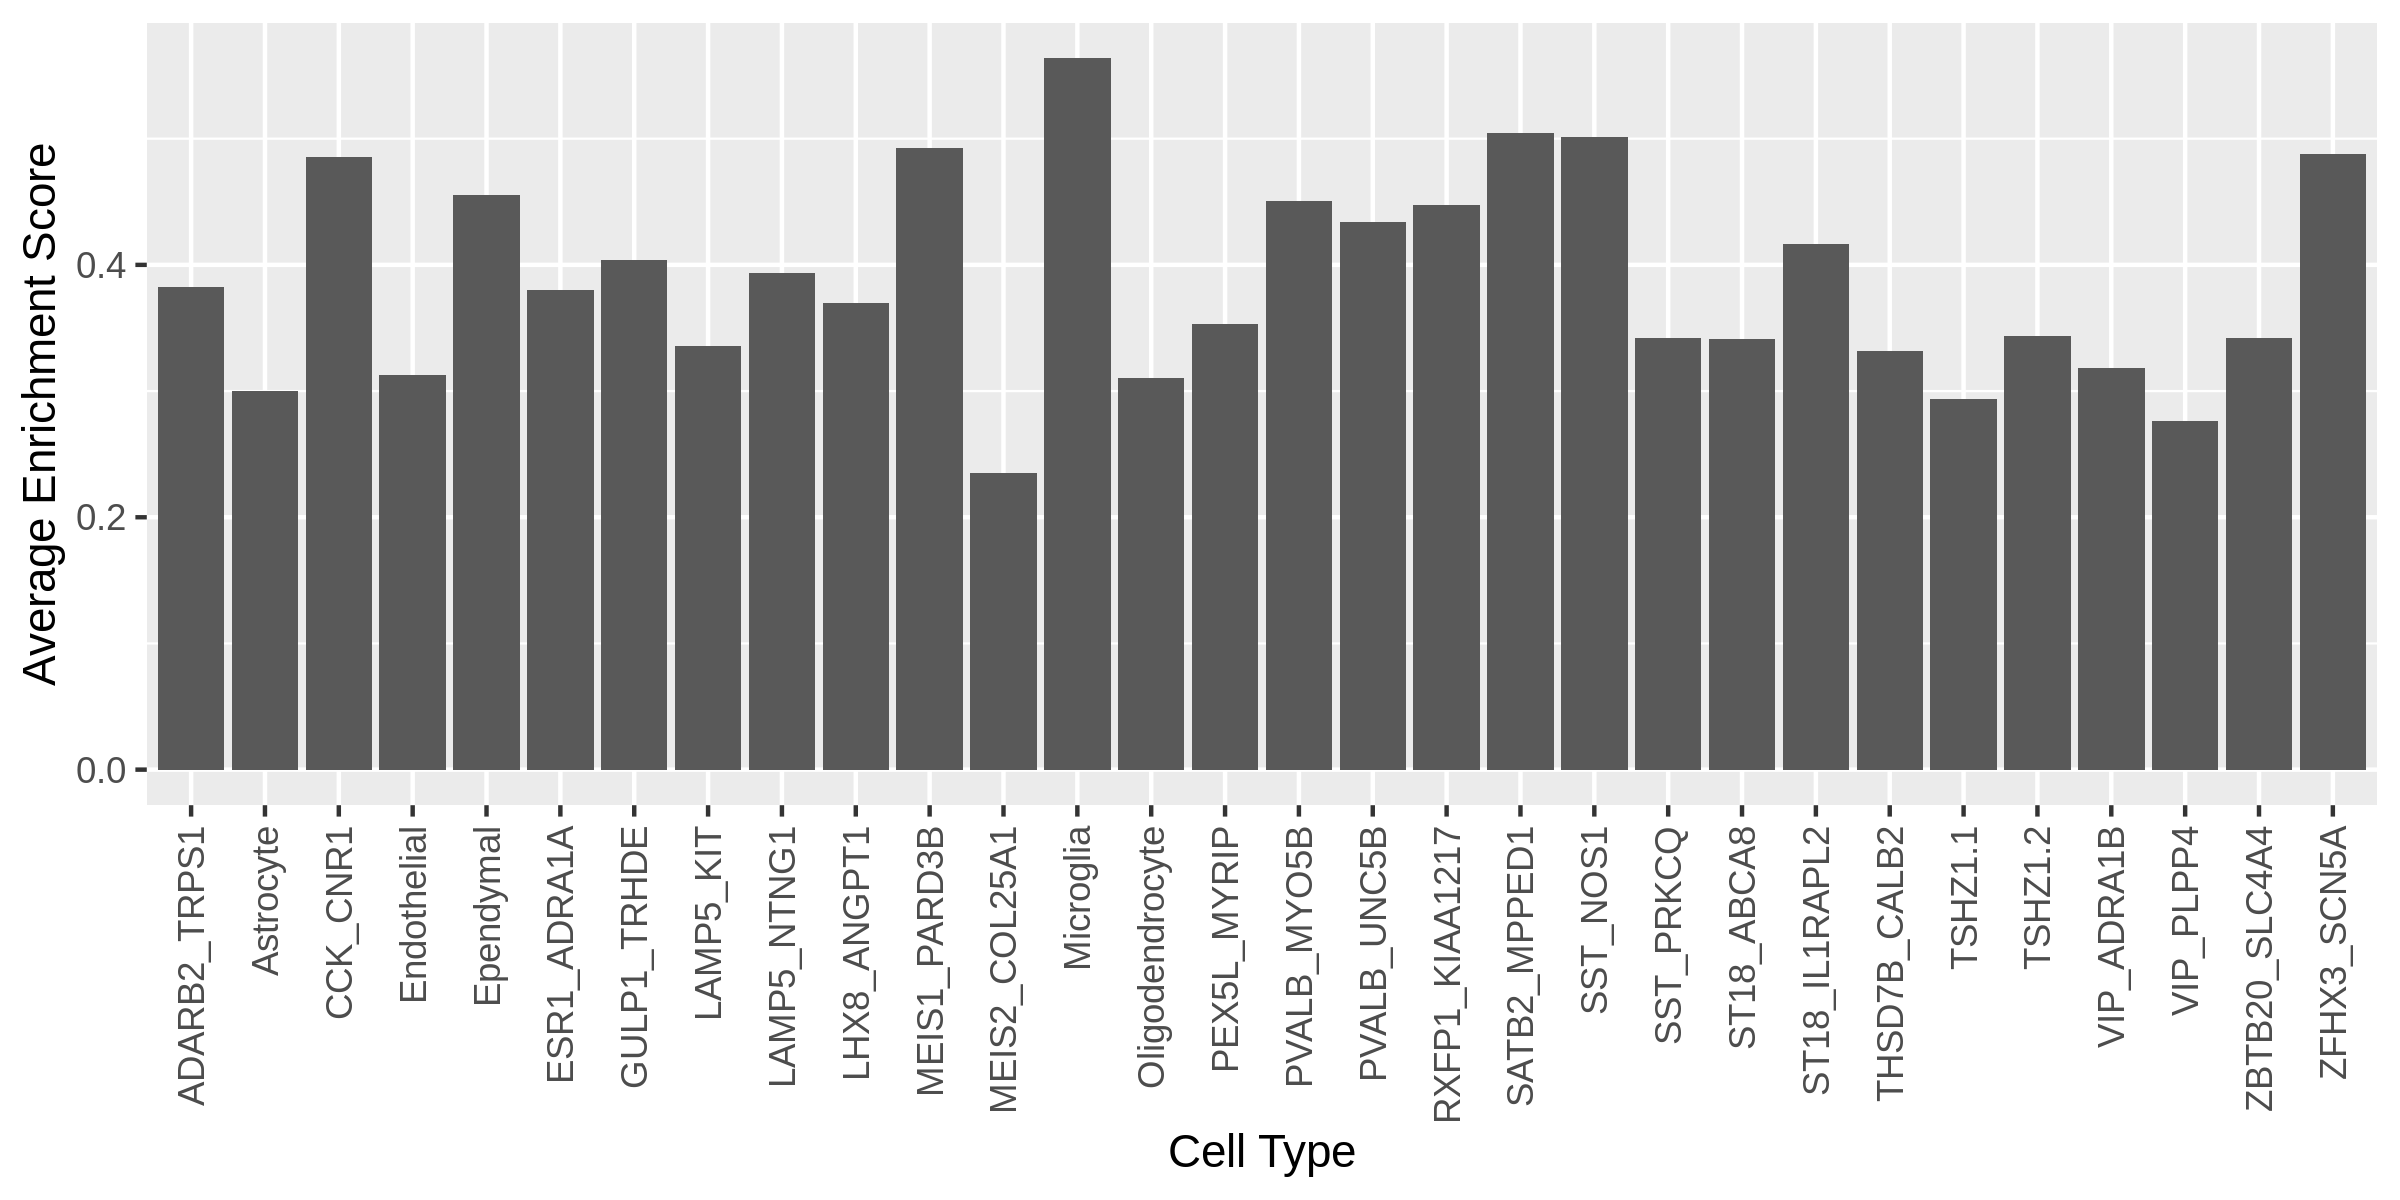 Average Enrichment Score
0.4
0.2
0.0
ADARB2_TRPS1
Astrocyte
CCK_CNR1
Endothelial
Ependymal
ESR1_ADRA1A
GULP1_TRHDE
LAMP5_KIT
LAMP5_NTNG1
LHX8_ANGPT1
MEIS1_PARD3B
MEIS2_COL25A1
Microglia
Oligodendrocyte
PEX5L_MYRIP
PVALB_MYO5B
PVALB_UNC5B
RXFP1_KIAA1217
SATB2_MPPED1
SST_NOS1
SST_PRKCQ
ST18_ABCA8
ST18_IL1RAPL2
THSD7B_CALB2
TSHZ1.1
TSHZ1.2
VIP_ADRA1B
VIP_PLPP4
ZBTB20_SLC4A4
ZFHX3_SCN5A
Cell Type